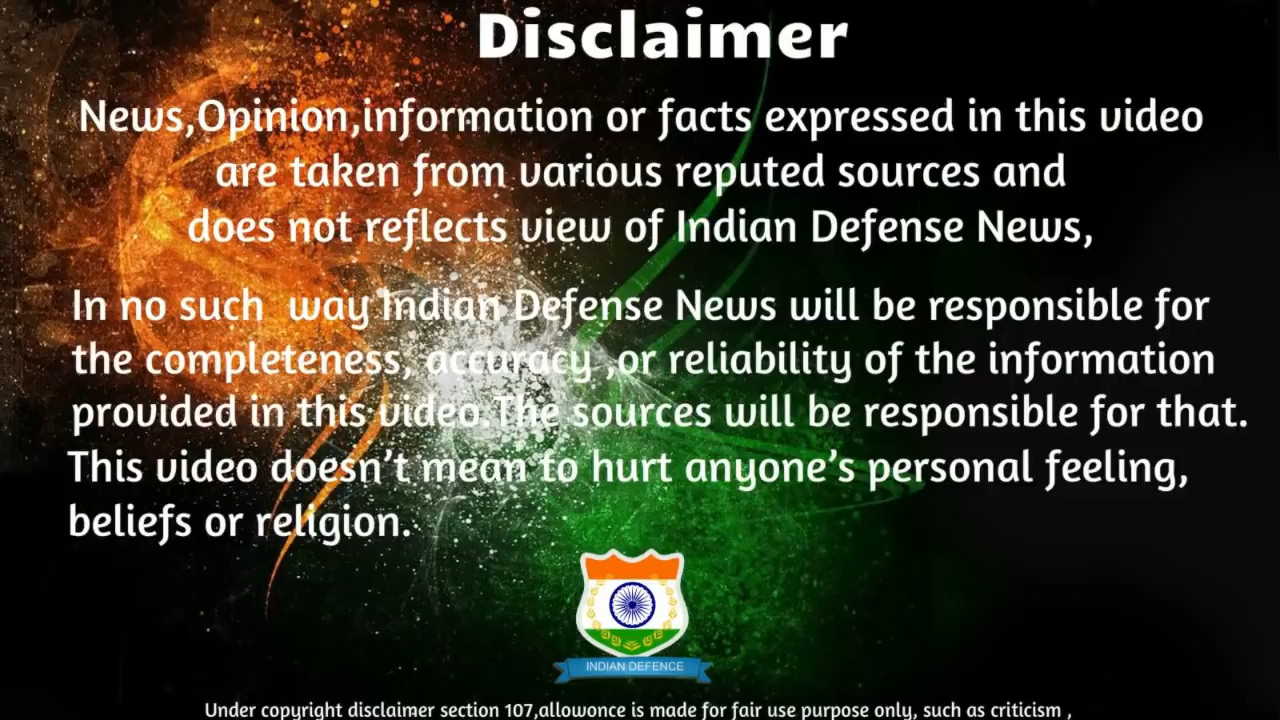 Disclaimer
News,Opinion,information or facts expressed in this video
are taken from various reputed sources and
does not reflects view of Indian Defense News,
In no such way Indian Defense News will be responsible for
the completeness, accuracy ,or reliability of the information
provided in this video.The sources will be responsible for that.
This video doesn't mean to hurt anyone's personal feeling,
beliefs or religion.
INDIAN DEFENCE
Under copyright disclaimer section 107,allowonce is made for fair use purpose only, such as criticism ,